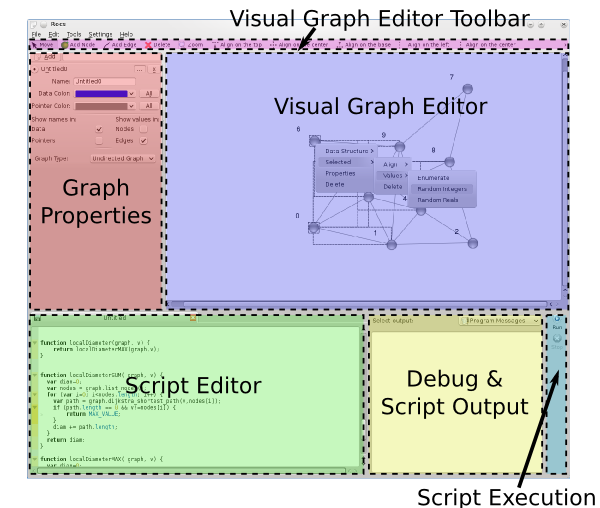 Visual Graph Editor Toolbar
Rocs
File Edit Tools Settings Help
Move Add Node Add Edge Delete Zoom Align on the top Align on the center Align on the base Align on the left Align on the center
Add
Untitled0 ... x
Name: Untitled0
Data Color: All
Pointer Color: All
Show names in: Show values in:
Data Nodes
Pointers Edges
Graph Type: Undirected Graph
Graph
Properties
Visual Graph Editor
7
6
9
8
Data Structure
Selected
Properties
Delete
Align
Values
Delete
Enumerate
Random Integers
Random Reals
4
0
1
2
Untitled
function localDiameter(graph, v) {
return localDiameterMAX(graph,v);
}
function localDiameterSUM( graph, v) {
var diam=0;
var nodes = graph.list_nodes
for (var i=0; i<nodes.length; i++) {
var path = graph.dijkstra_shortest_path(v,nodes[i]);
if (path.length == 0 && v!=nodes[i]) {
return MAX_VALUE;
}
diam += path.length;
}
return diam;
function localDiameterMAX( graph, v) {
var diam=0;
Script Editor
Select output: Program Messages
Debug &
Script Output
Run
Script Execution